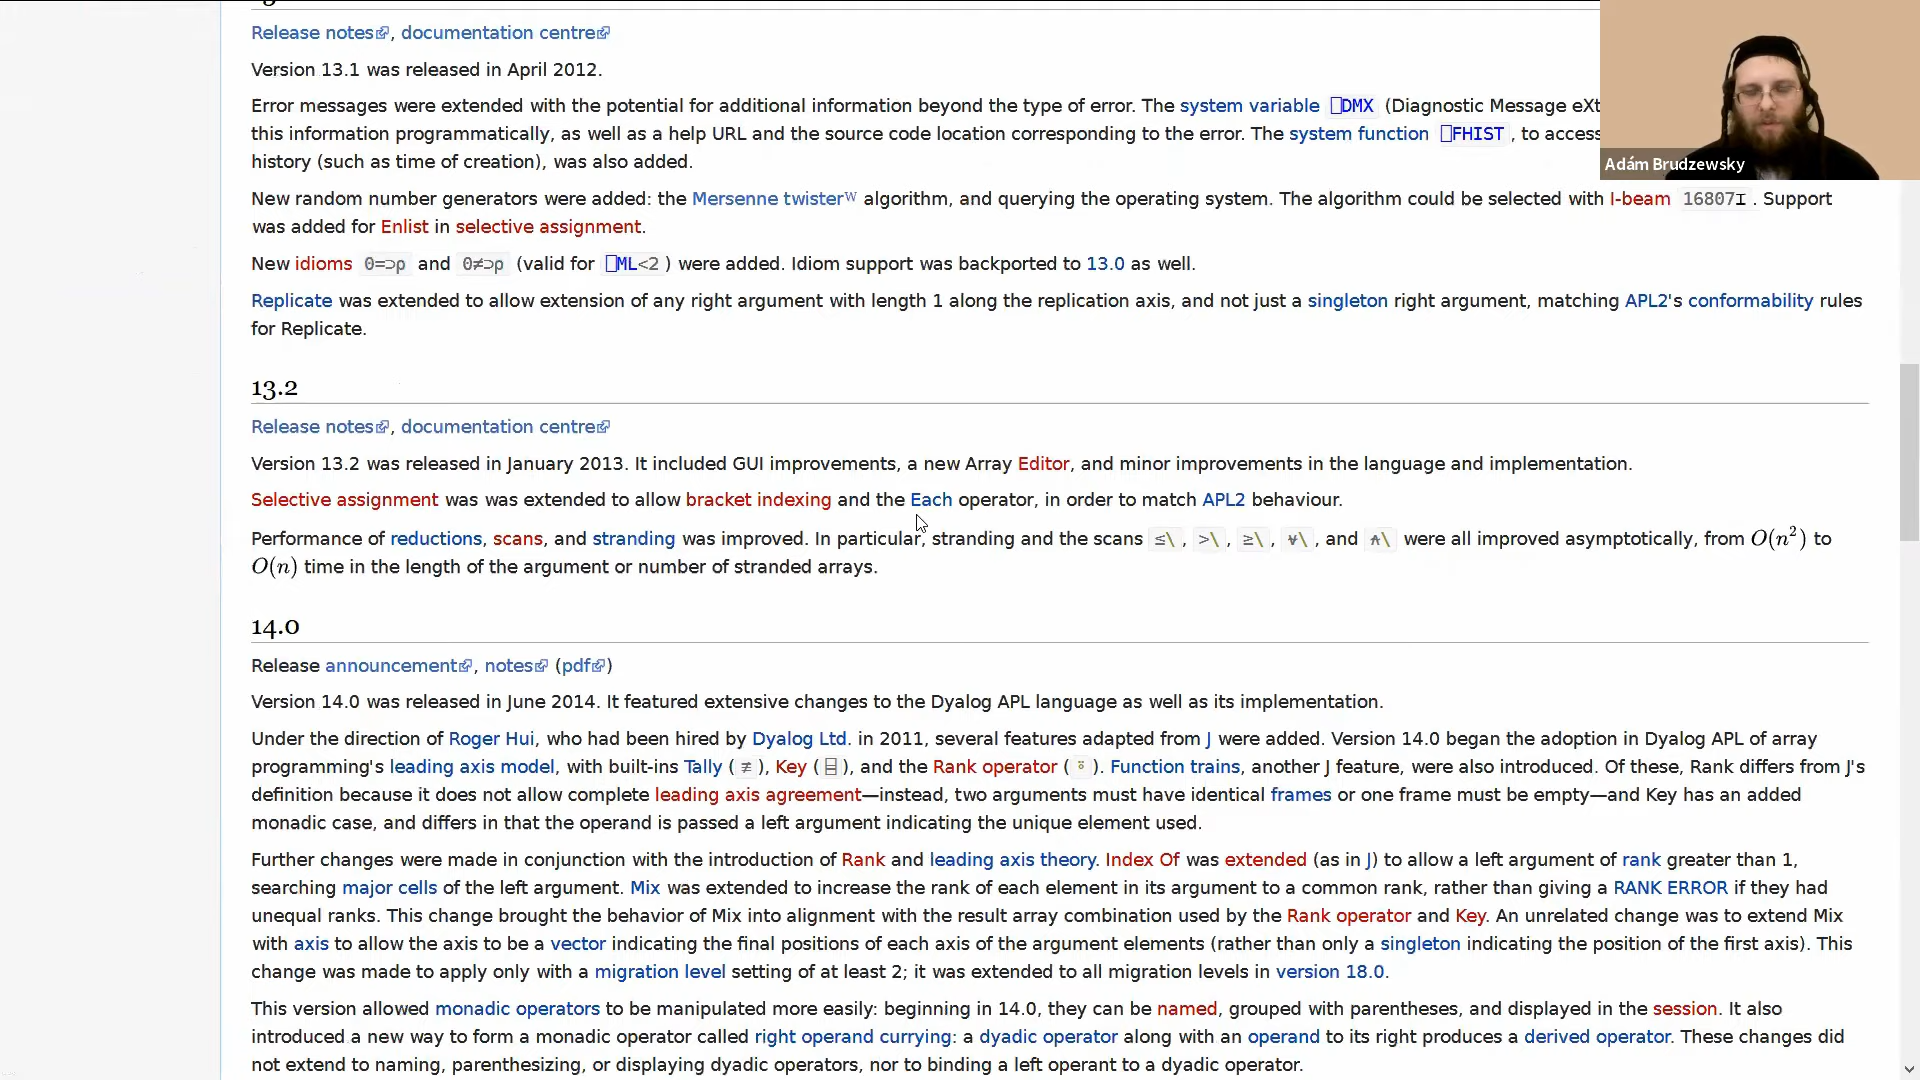 Release notes, documentation centre
Version 13.1 was released in April 2012.
Error messages were extended with the potential for additional information beyond the type of error. The system variable ⎕DMX (Diagnostic Message eXt
this information programmatically, as well as a help URL and the source code location corresponding to the error. The system function ⎕FHIST, to access
history (such as time of creation), was also added.
Adám Brudzewsky
New random number generators were added: the Mersenne twisterᵂ algorithm, and querying the operating system. The algorithm could be selected with I-beam 16807⌶. Support
was added for Enlist in selective assignment.
New idioms 0=⊃⍴ and 0≠⊃⍴ (valid for ⎕ML<2) were added. Idiom support was backported to 13.0 as well.
Replicate was extended to allow extension of any right argument with length 1 along the replication axis, and not just a singleton right argument, matching APL2's conformability rules
for Replicate.
13.2
Release notes, documentation centre
Version 13.2 was released in January 2013. It included GUI improvements, a new Array Editor, and minor improvements in the language and implementation.
Selective assignment was was extended to allow bracket indexing and the Each operator, in order to match APL2 behaviour.
Performance of reductions, scans, and stranding was improved. In particular, stranding and the scans ≤\, >\, ≥\, ⍱\, and ⍲\ were all improved asymptotically, from O(n²) to
O(n) time in the length of the argument or number of stranded arrays.
14.0
Release announcement, notes (pdf)
Version 14.0 was released in June 2014. It featured extensive changes to the Dyalog APL language as well as its implementation.
Under the direction of Roger Hui, who had been hired by Dyalog Ltd. in 2011, several features adapted from J were added. Version 14.0 began the adoption in Dyalog APL of array
programming's leading axis model, with built-ins Tally (≢), Key (⌸), and the Rank operator (⍤). Function trains, another J feature, were also introduced. Of these, Rank differs from J's
definition because it does not allow complete leading axis agreement—instead, two arguments must have identical frames or one frame must be empty—and Key has an added
monadic case, and differs in that the operand is passed a left argument indicating the unique element used.
Further changes were made in conjunction with the introduction of Rank and leading axis theory. Index Of was extended (as in J) to allow a left argument of rank greater than 1,
searching major cells of the left argument. Mix was extended to increase the rank of each element in its argument to a common rank, rather than giving a RANK ERROR if they had
unequal ranks. This change brought the behavior of Mix into alignment with the result array combination used by the Rank operator and Key. An unrelated change was to extend Mix
with axis to allow the axis to be a vector indicating the final positions of each axis of the argument elements (rather than only a singleton indicating the position of the first axis). This
change was made to apply only with a migration level setting of at least 2; it was extended to all migration levels in version 18.0.
This version allowed monadic operators to be manipulated more easily: beginning in 14.0, they can be named, grouped with parentheses, and displayed in the session. It also
introduced a new way to form a monadic operator called right operand currying: a dyadic operator along with an operand to its right produces a derived operator. These changes did
not extend to naming, parenthesizing, or displaying dyadic operators, nor to binding a left operant to a dyadic operator.